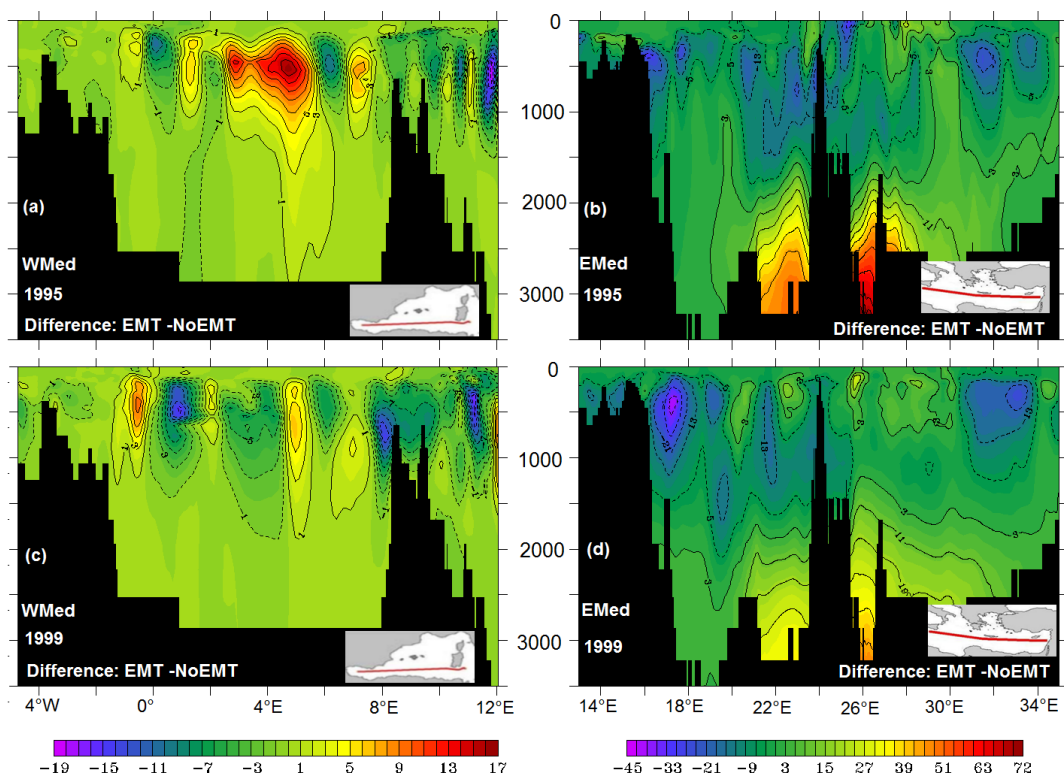 0
1000
(a)
(b)
2000
WMed
EMed
1995
1995
3000
Difference: EMT -NoEMT
Difference: EMT -NoEMT
0
1000
(c)
(d)
2000
WMed
EMed
1999
1999
3000
Difference: EMT -NoEMT
Difference: EMT -NoEMT
4°W 0° 4°E 8°E 12°E
14°E 18°E 22°E 26°E 30°E 34°E
-19 -15 -11 -7 -3 1 5 9 13 17
-45 -33 -21 -9 3 15 27 39 51 63 72